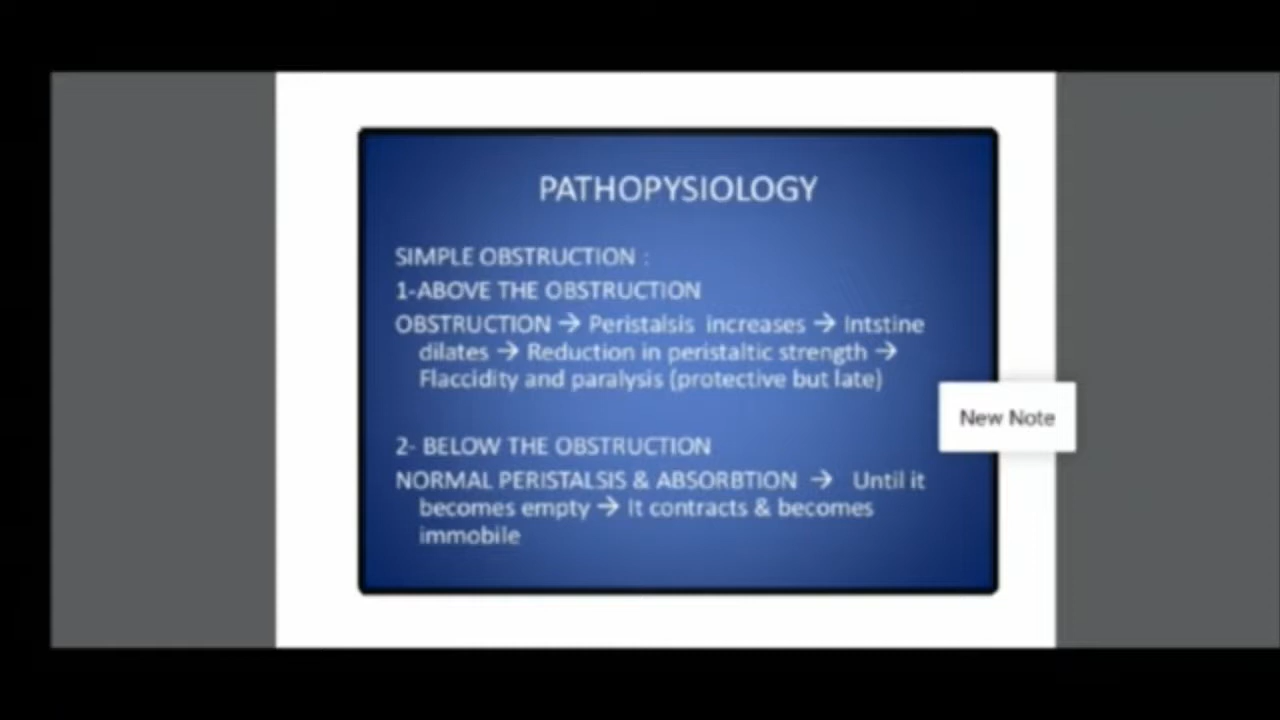 PATHOPYSIOLOGY
SIMPLE OBSTRUCTION :
1-ABOVE THE OBSTRUCTION
OBSTRUCTION → Peristalsis increases → Intstine
dilates → Reduction in peristaltic strength →
Flaccidity and paralysis (protective but late)
New Note
2- BELOW THE OBSTRUCTION
NORMAL PERISTALSIS & ABSORBTION → Until it
becomes empty → It contracts & becomes
immobile